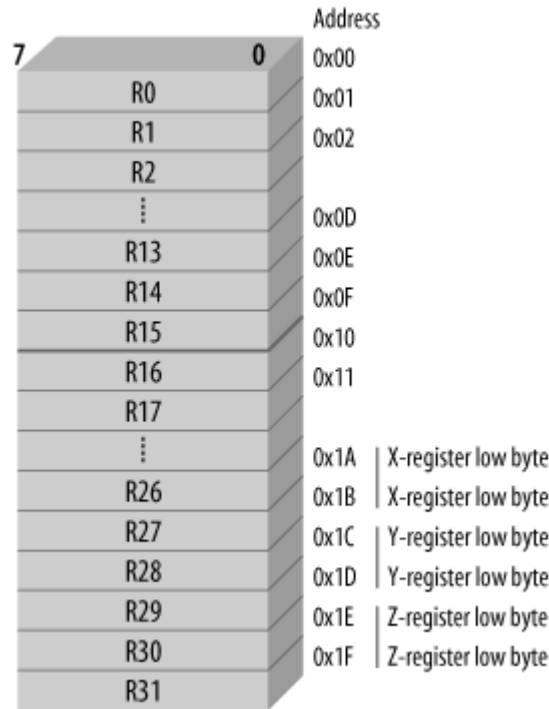 Address
7 0 0x00
R0 0x01
R1 0x02
R2
0x0D
R13 0x0E
R14 0x0F
R15 0x10
R16 0x11
R17
0x1A X-register low byte
R26 0x1B X-register low byte
R27 0x1C Y-register low byte
R28 0x1D Y-register low byte
R29 0x1E Z-register low byte
R30 0x1F Z-register low byte
R31